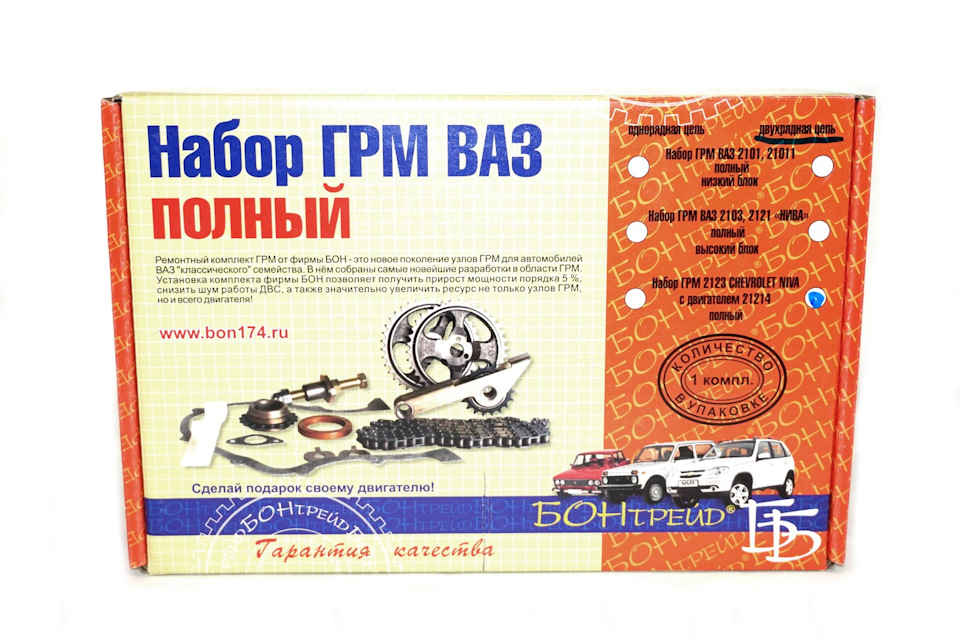 Набор ГРМ ВАЗ
ПОЛНЫЙ
Ремонтный комплект ГРМ от фирмы БОН - это новое поколение узлов ГРМ для автомобилей
ВАЗ "классического" семейства. В нём собраны самые новейшие разработки в области ГРМ.
Установка комплекта фирмы БОН позволяет получить прирост мощности порядка 5 %,
снизить шум работы ДВС, а также значительно увеличить ресурс не только узлов ГРМ,
но и всего двигателя!
www.bon174.ru
Сделай подарок своему двигателю!
БОНтрейд
Гарантия качества
однорядная цепь
двухрядная цепь
Набор ГРМ ВАЗ 2101, 21011
полный
низкий блок
Набор ГРМ ВАЗ 2103, 2121 «НИВА»
полный
высокий блок
Набор ГРМ 2123 CHEVROLET NIVA
с двигателем 21214
полный
КОЛИЧЕСТВО
1 компл.
В УПАКОВКЕ
БОНтрейд®
ББ